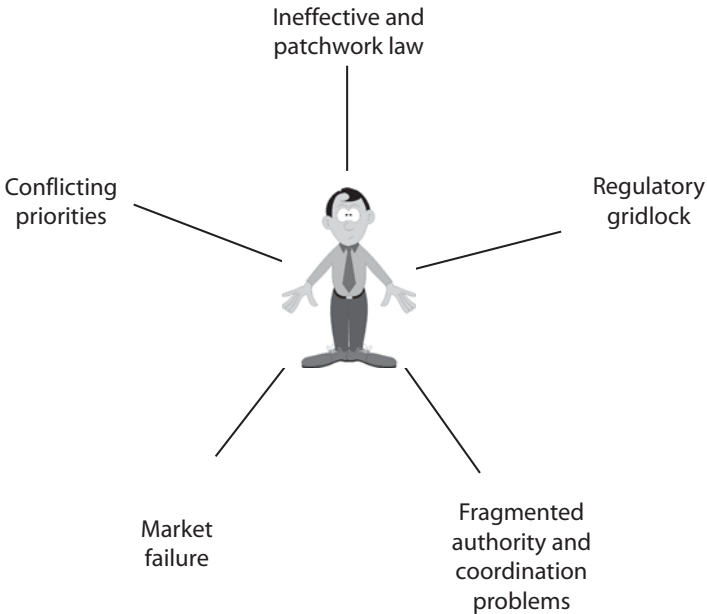 Ineffective and
patchwork law
Conflicting
priorities
Regulatory
gridlock
Market
failure
Fragmented
authority and
coordination
problems